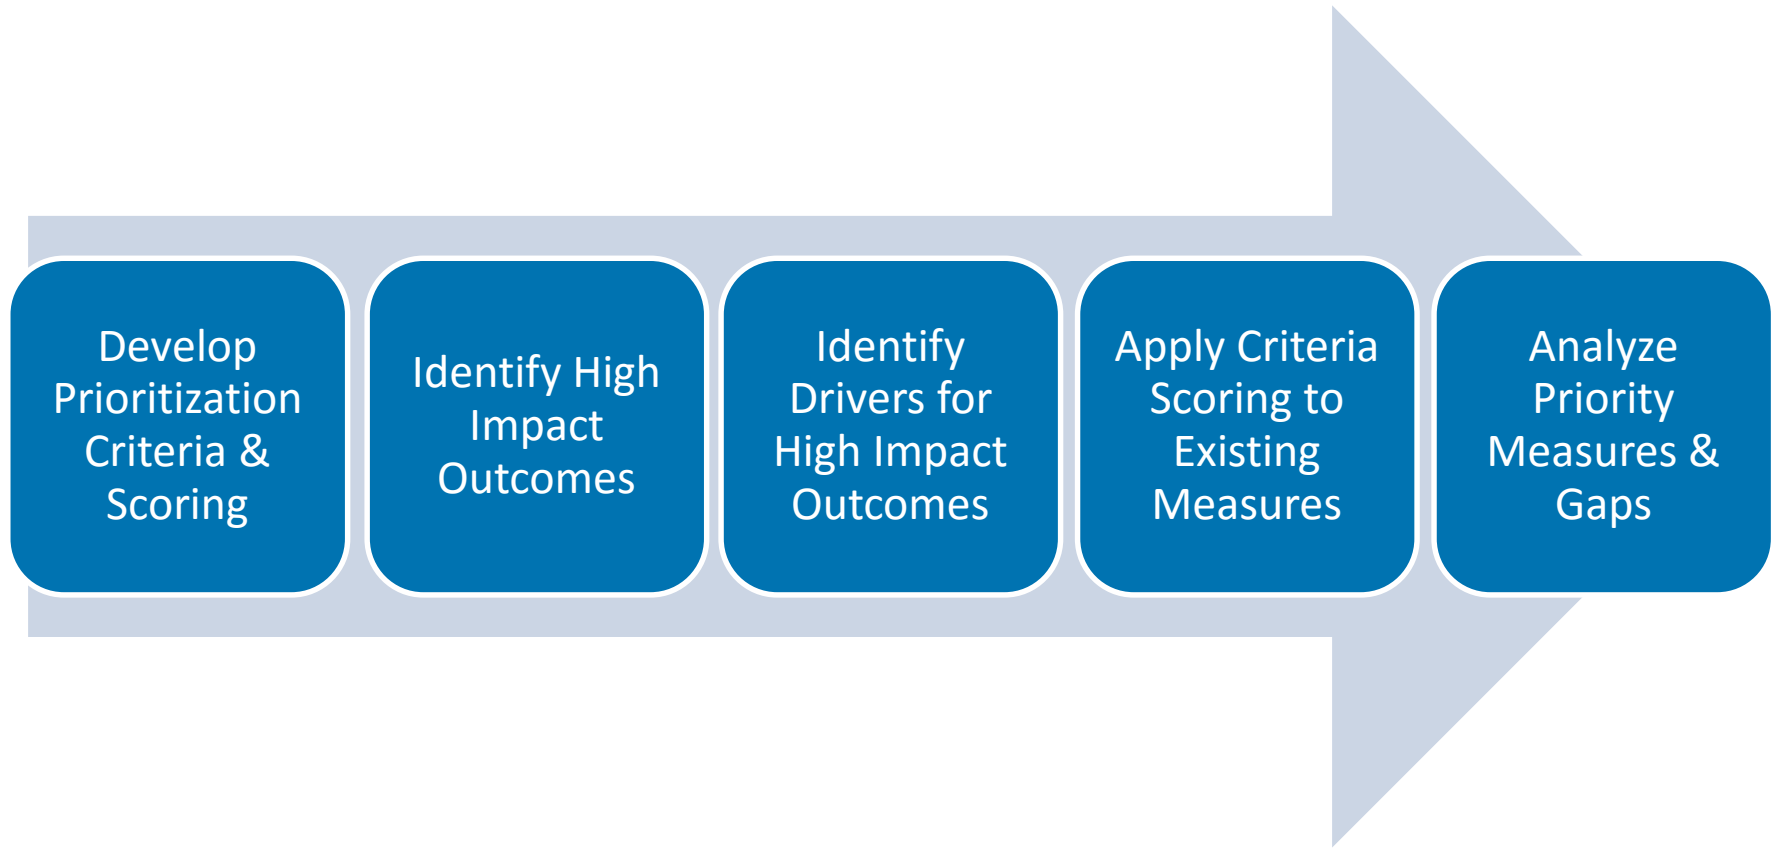 Develop
Prioritization
Criteria &
Scoring
Identify High
Impact
Outcomes
Identify
Drivers for
High Impact
Outcomes
Apply Criteria
Scoring to
Existing
Measures
Analyze
Priority
Measures &
Gaps